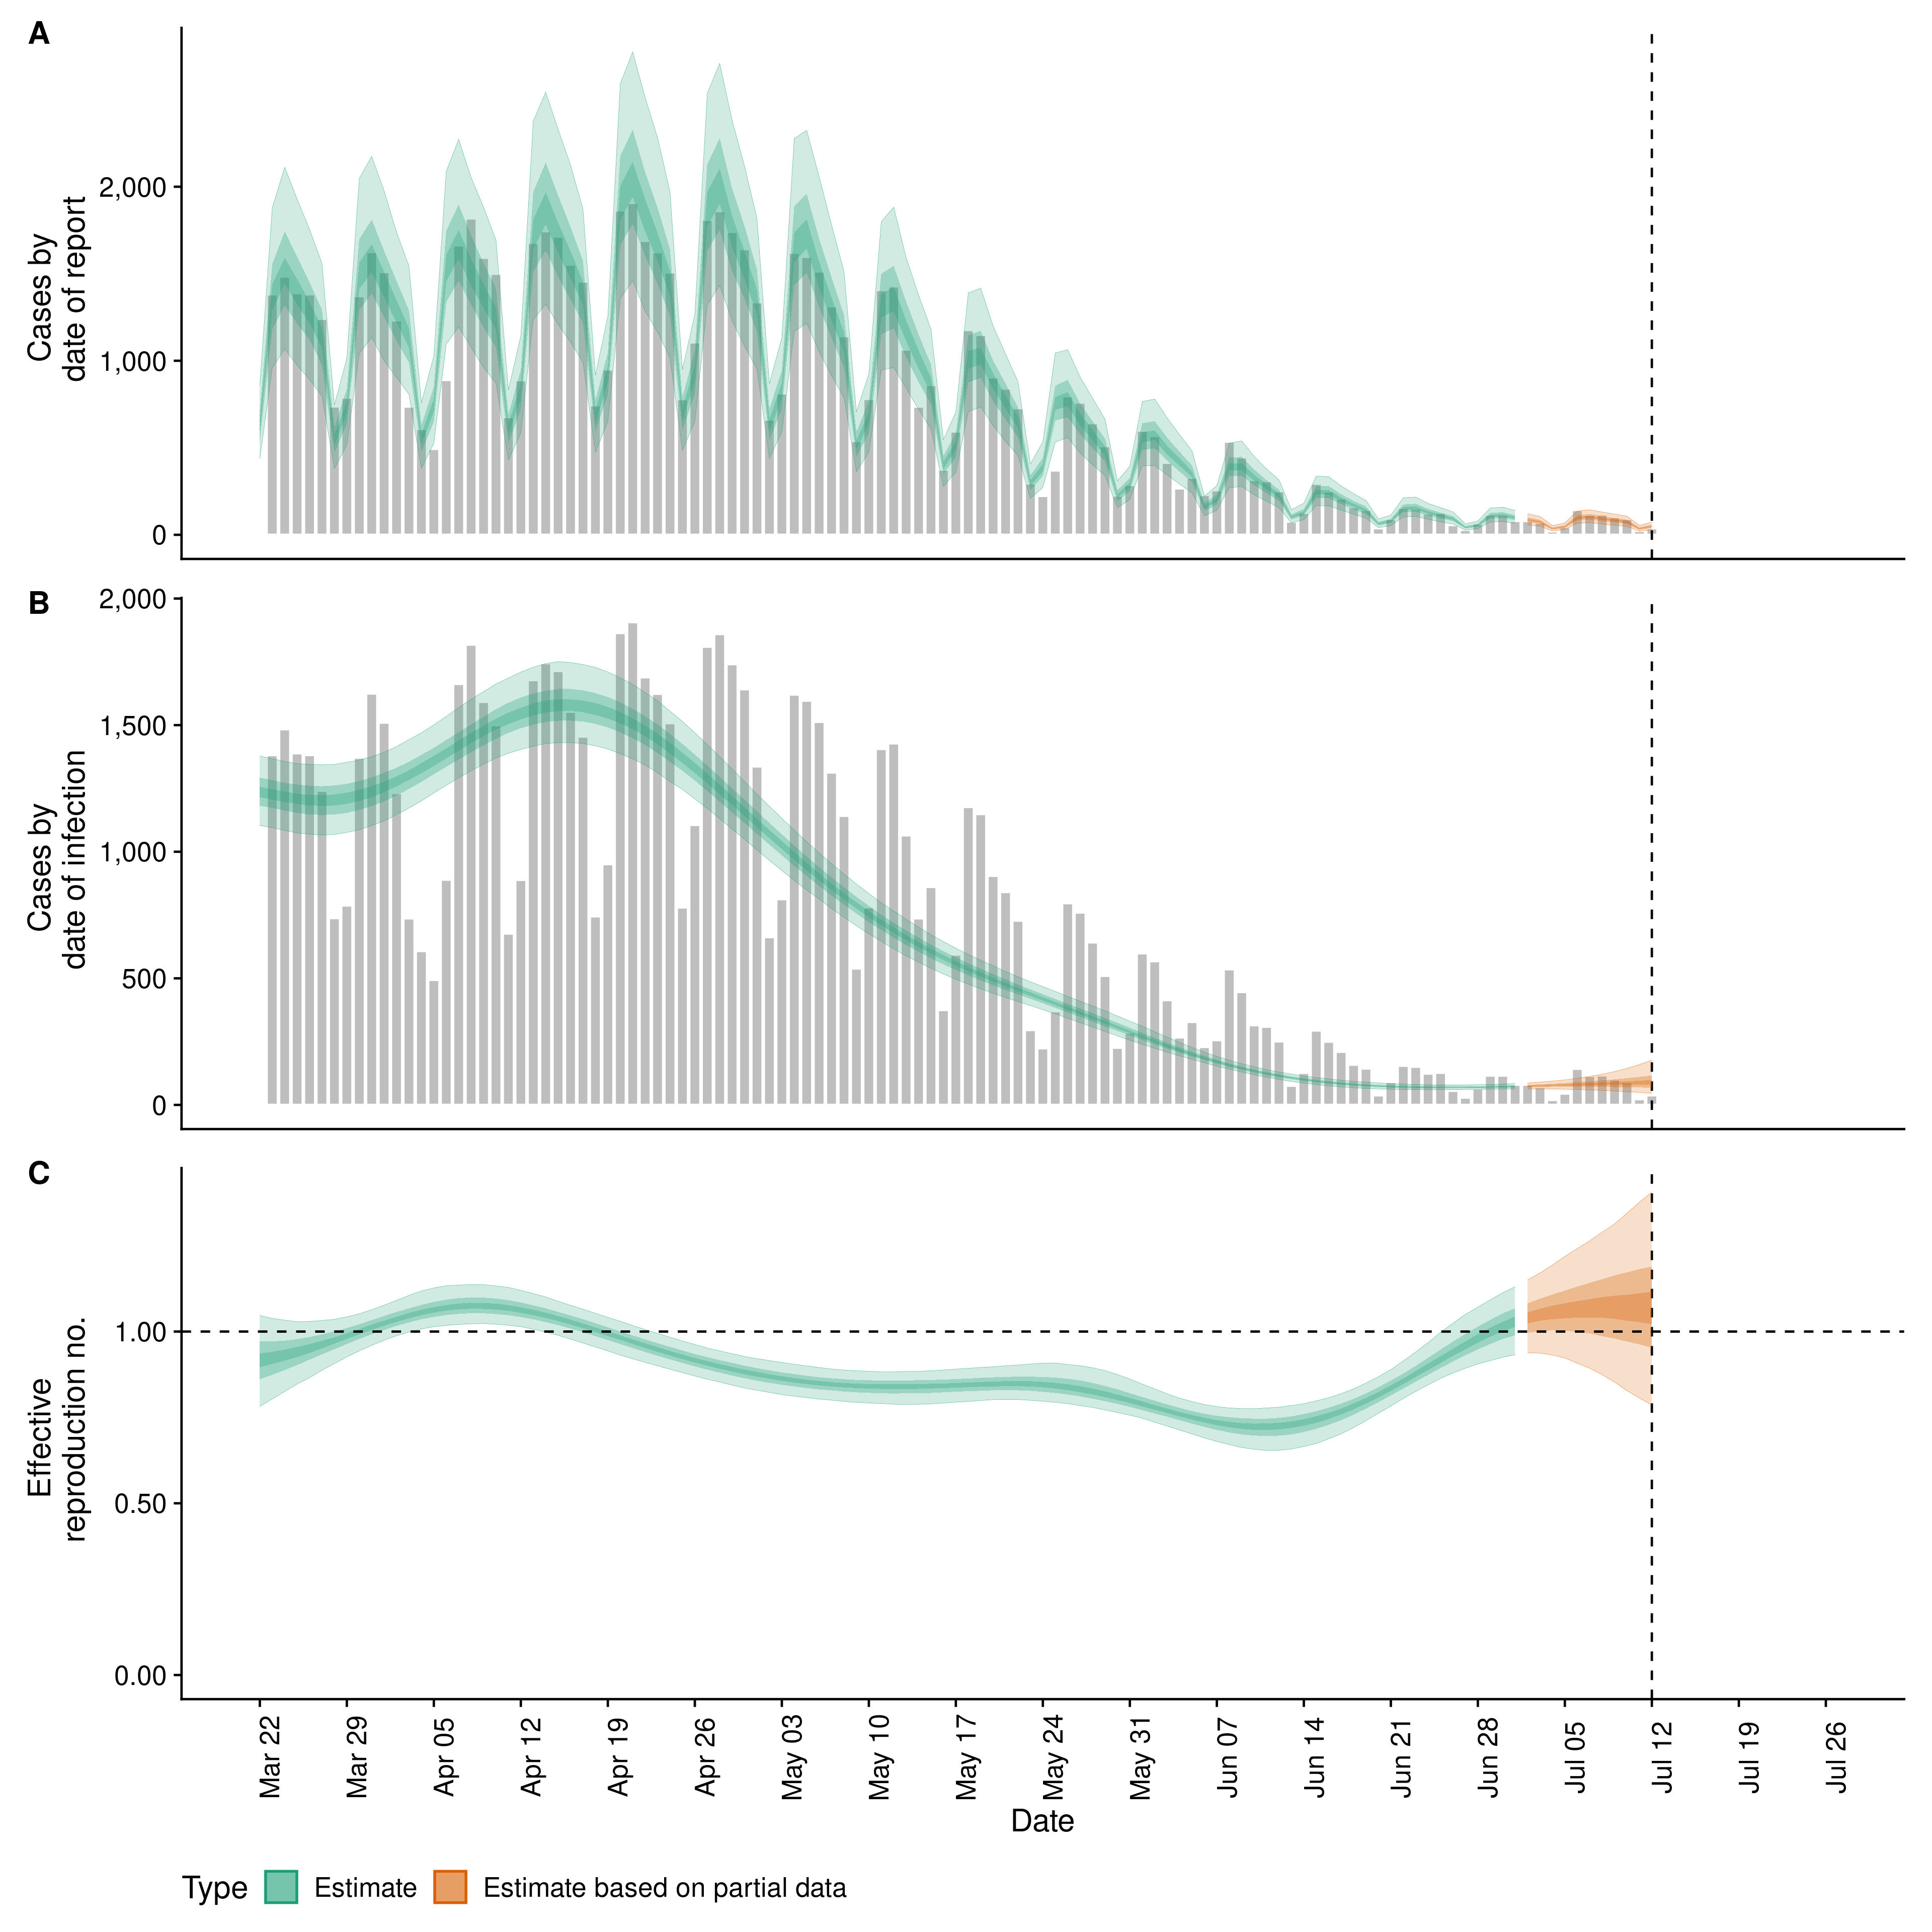 A
Cases by
date of report
2,000
1,000
0
B
Cases by
date of infection
2,000
1,500
1,000
500
0
C
Effective
reproduction no.
1.00
0.50
0.00
Mar 22
Mar 29
Apr 05
Apr 12
Apr 19
Apr 26
May 03
May 10
May 17
May 24
May 31
Jun 07
Jun 14
Jun 21
Jun 28
Jul 05
Jul 12
Jul 19
Jul 26
Date
Type Estimate Estimate based on partial data